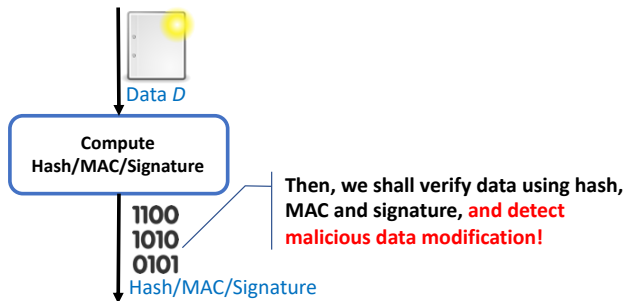 Data D
Compute
Hash/MAC/Signature
Then, we shall verify data using hash,
MAC and signature, and detect
malicious data modification!
1100
1010
0101
Hash/MAC/Signature